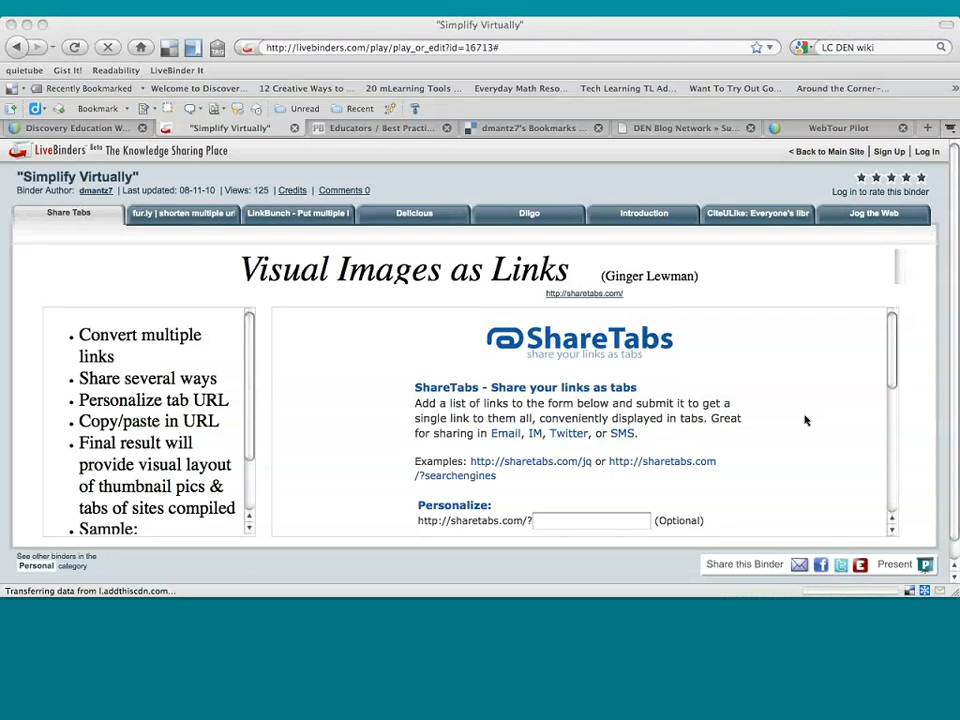 "Simplify Virtually"
http://livebinders.com/play/play_or_edit?id=16713#
LC DEN wiki
quietube Gist It! Readability LiveBinder It
Recently Bookmarked Welcome to Discover... 12 Creative Ways to ... 20 mLearning Tools ... Everyday Math Reso... Tech Learning TL Ad... Want To Try Out Go... Around the Corner-... »
Bookmark Unread Recent
Discovery Education W... "Simplify Virtually" Educators / Best Practi... dmantz7's Bookmarks ... DEN Blog Network » Su... WebTour Pilot
LiveBinders Beta The Knowledge Sharing Place
< Back to Main Site | Sign Up | Log In
"Simplify Virtually"
Binder Author: dmantz7 | Last updated: 08-11-10 | Views: 125 | Credits | Comments 0
Log in to rate this binder
Share Tabs
fur.ly | shorten multiple url
LinkBunch - Put multiple l
Delicious
Diigo
Introduction
CiteULike: Everyone's libr
Jog the Web
Visual Images as Links (Ginger Lewman)
http://sharetabs.com/
• Convert multiple
links
• Share several ways
• Personalize tab URL
• Copy/paste in URL
• Final result will
provide visual layout
of thumbnail pics &
tabs of sites compiled
• Sample:
ShareTabs
share your links as tabs
ShareTabs - Share your links as tabs
Add a list of links to the form below and submit it to get a
single link to them all, conveniently displayed in tabs. Great
for sharing in Email, IM, Twitter, or SMS.
Examples: http://sharetabs.com/jq or http://sharetabs.com
/?searchengines
Personalize:
http://sharetabs.com/? (Optional)
See other binders in the
Personal category
Share this Binder
Present
Transferring data from l.addthiscdn.com...